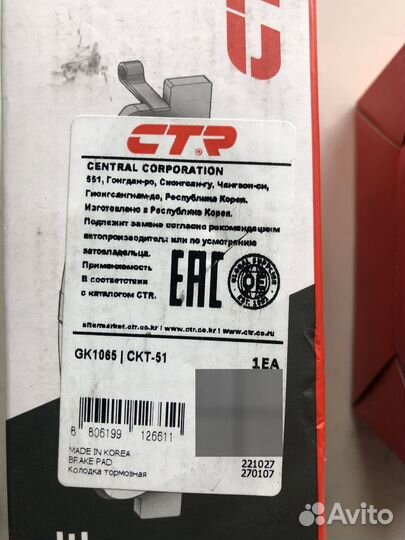 CTR
CENTRAL CORPORATION
551, Гонгдан-ро, Сионгсан-гу, Чангвон-си,
Гионгсангнам-до, Республика Корея.
Изготовлено в Республике Корея.
Подлежит замене согласно рекомендациям
автопроизводителя или по усмотрению
автовладельца.
Применяемость
В соответствии
с каталогом CTR.
EAC
OE
aftermarket.ctr.co.kr | www.ctr.co.kr | www.ctr.co.ru
GK1065 | CKT-51
1EA
8 806199 126611
MADE IN KOREA
BRAKE PAD
Колодка тормозная
221027
270107
Avito